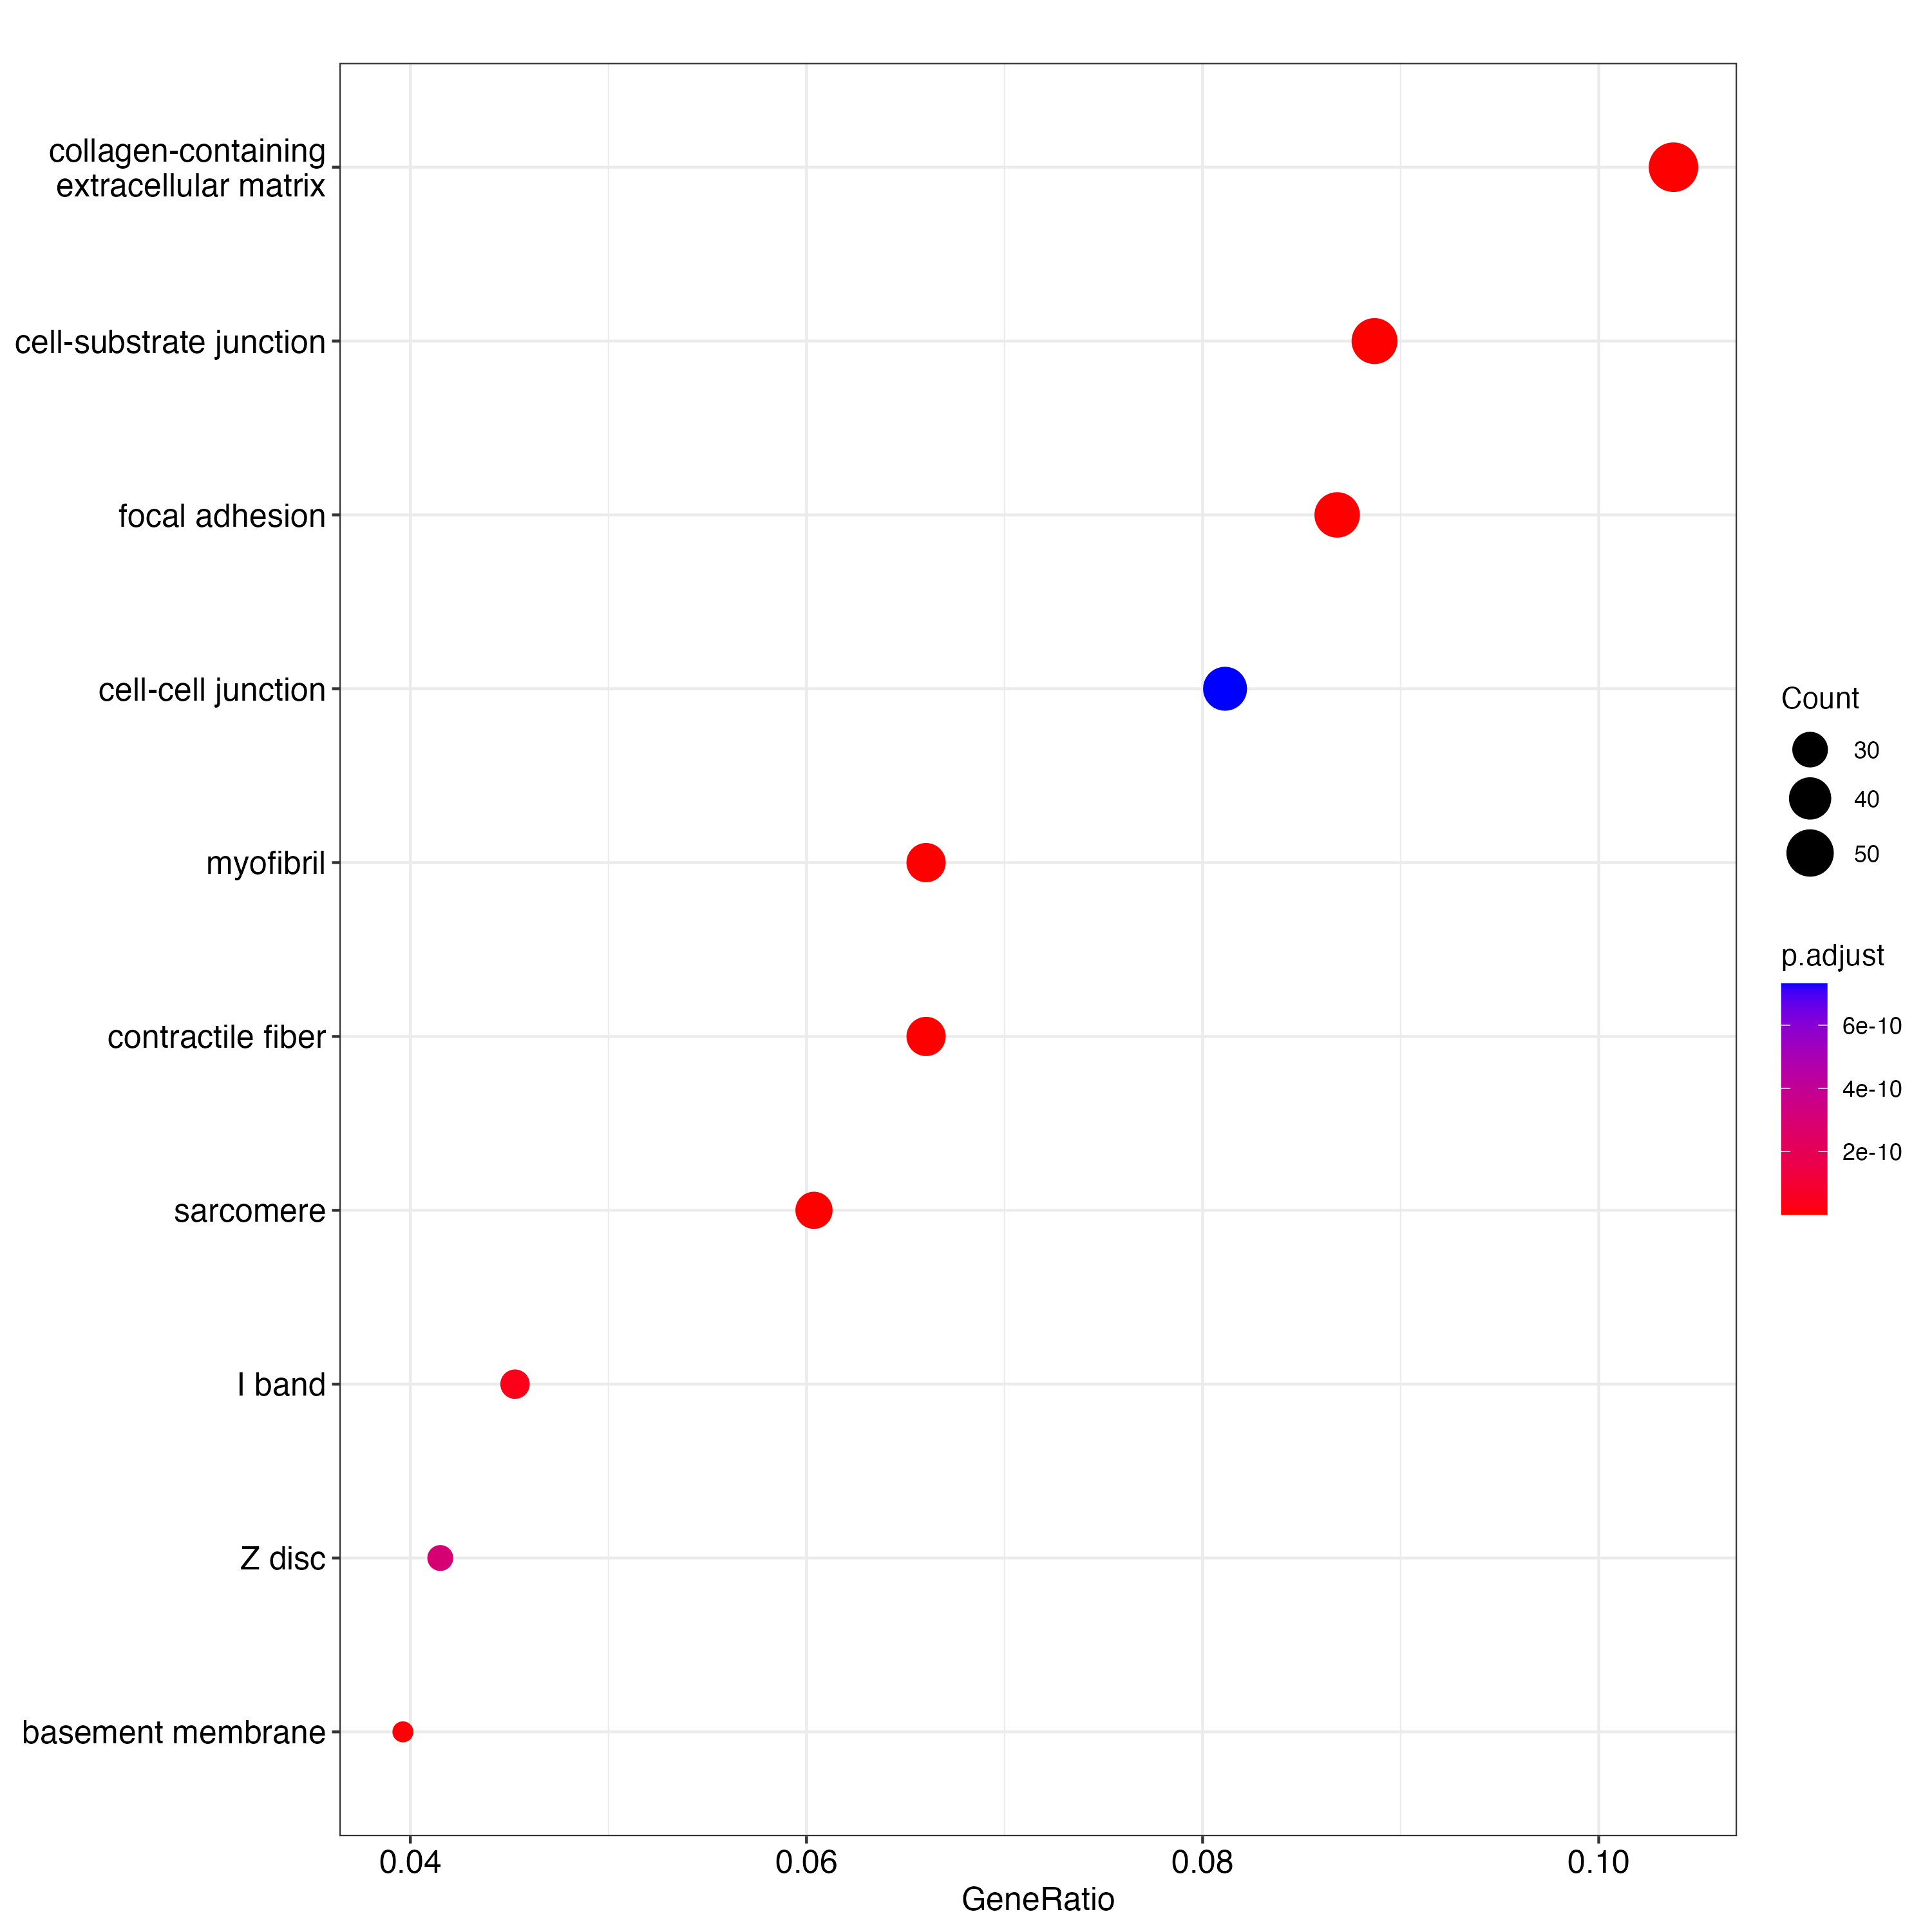 collagen-containing
extracellular matrix
cell-substrate junction
focal adhesion
cell-cell junction
myofibril
contractile fiber
sarcomere
I band
Z disc
basement membrane
0.04 0.06 0.08 0.10
GeneRatio
Count
30
40
50
p.adjust
6e-10
4e-10
2e-10